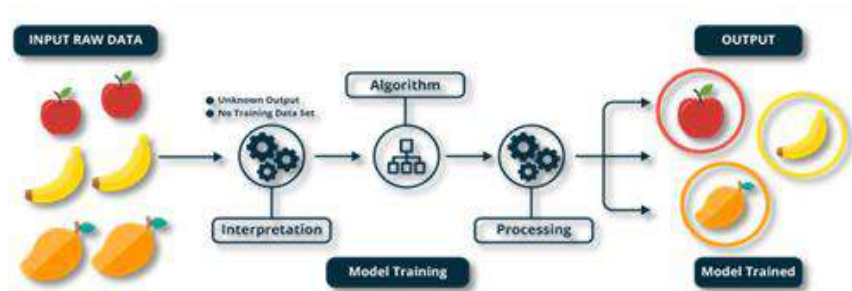 INPUT RAW DATA
OUTPUT
Algorithm
Unknown Output
No Training Data Set
Interpretation
Processing
Model Training
Model Trained